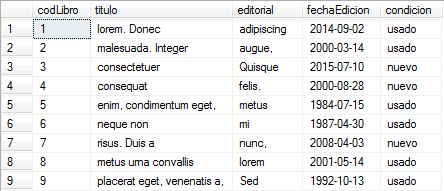 codLibro titulo editorial fechaEdicion condicion
1 1 lorem. Donec adipiscing 2014-09-02 usado
2 2 malesuada. Integer augue, 2000-03-14 usado
3 3 consectetuer Quisque 2015-07-10 nuevo
4 4 consequat felis. 2000-08-28 nuevo
5 5 enim, condimentum eget, metus 1984-07-15 usado
6 6 neque non mi 1987-04-30 usado
7 7 risus. Duis a nunc, 2008-04-03 nuevo
8 8 metus urna convallis lorem 2001-05-14 usado
9 9 placerat eget, venenatis a, Sed 1992-10-13 usado